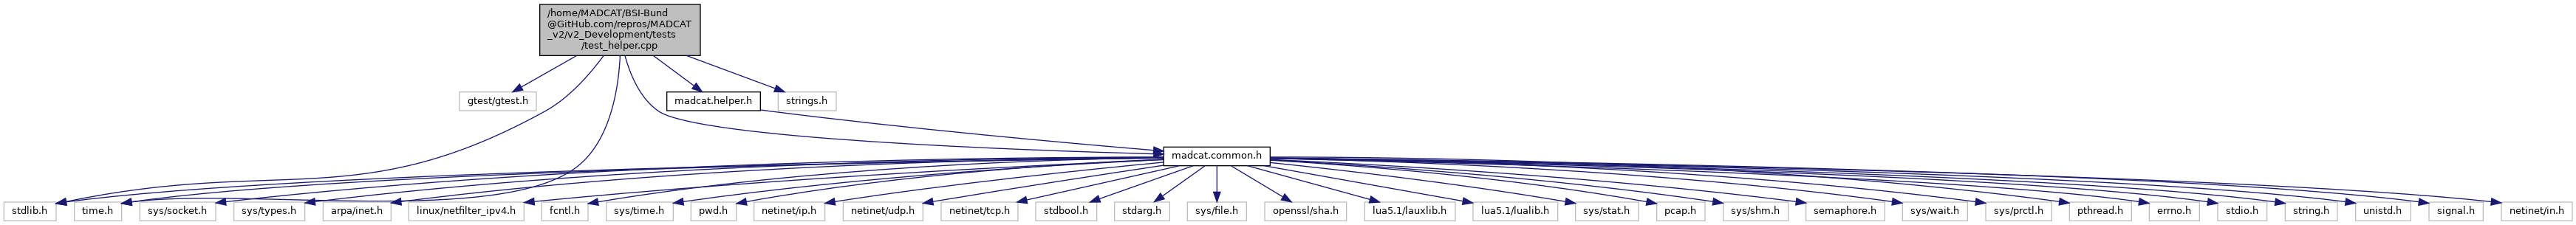 /home/MADCAT/BSI-Bund
@GitHub.com/repros/MADCAT
_v2/v2_Development/tests
/test_helper.cpp
gtest/gtest.h
madcat.helper.h
strings.h
madcat.common.h
stdlib.h
time.h
sys/socket.h
sys/types.h
arpa/inet.h
linux/netfilter_ipv4.h
fcntl.h
sys/time.h
pwd.h
netinet/ip.h
netinet/udp.h
netinet/tcp.h
stdbool.h
stdarg.h
sys/file.h
openssl/sha.h
lua5.1/lauxlib.h
lua5.1/lualib.h
sys/stat.h
pcap.h
sys/shm.h
semaphore.h
sys/wait.h
sys/prctl.h
pthread.h
errno.h
stdio.h
string.h
unistd.h
signal.h
netinet/in.h